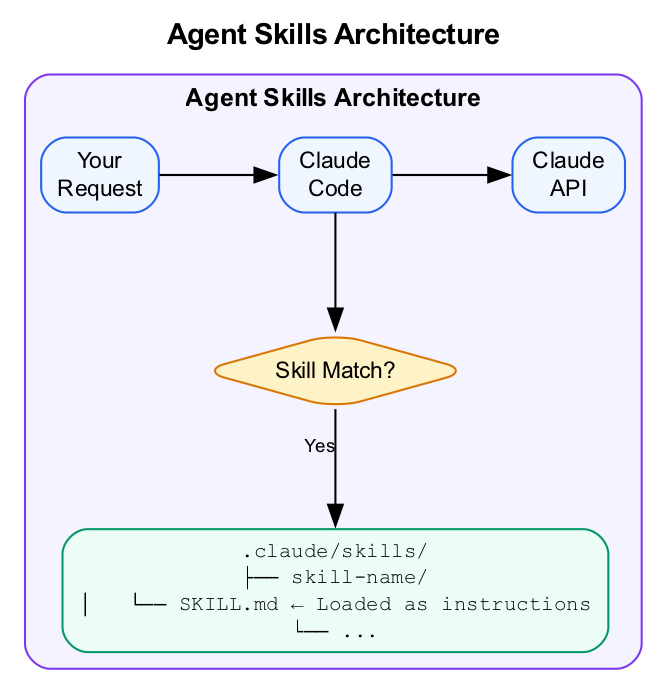 Agent Skills Architecture
Agent Skills Architecture
Your
Request
Claude
Code
Claude
API
Skill Match?
Yes
.claude/skills/
├── skill-name/
│   └── SKILL.md ← Loaded as instructions
└── ...